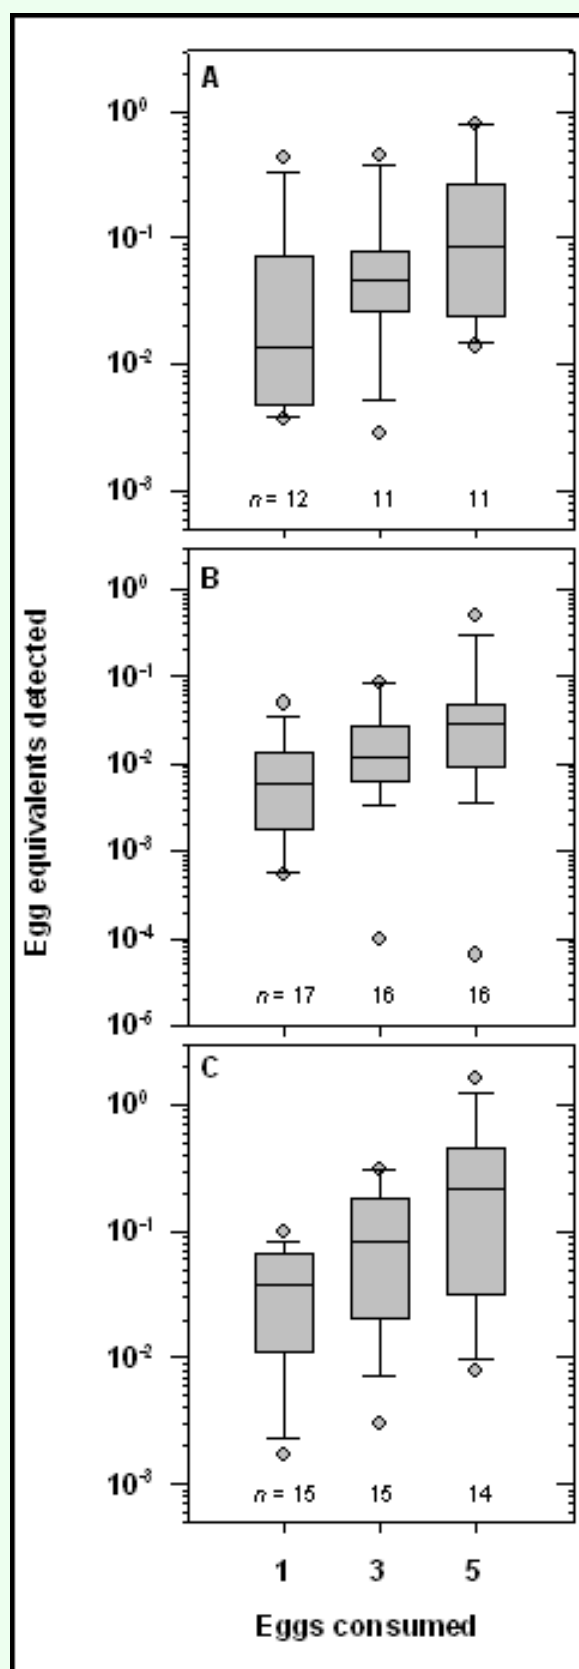 A
10⁰
10⁻¹
10⁻²
10⁻³
n = 12 11 11
B
10⁰
10⁻¹
10⁻²
10⁻³
10⁻⁴
10⁻⁵
n = 17 16 16
Egg equivalents detected
C
10⁰
10⁻¹
10⁻²
10⁻³
n = 15 15 14
1 3 5
Eggs consumed